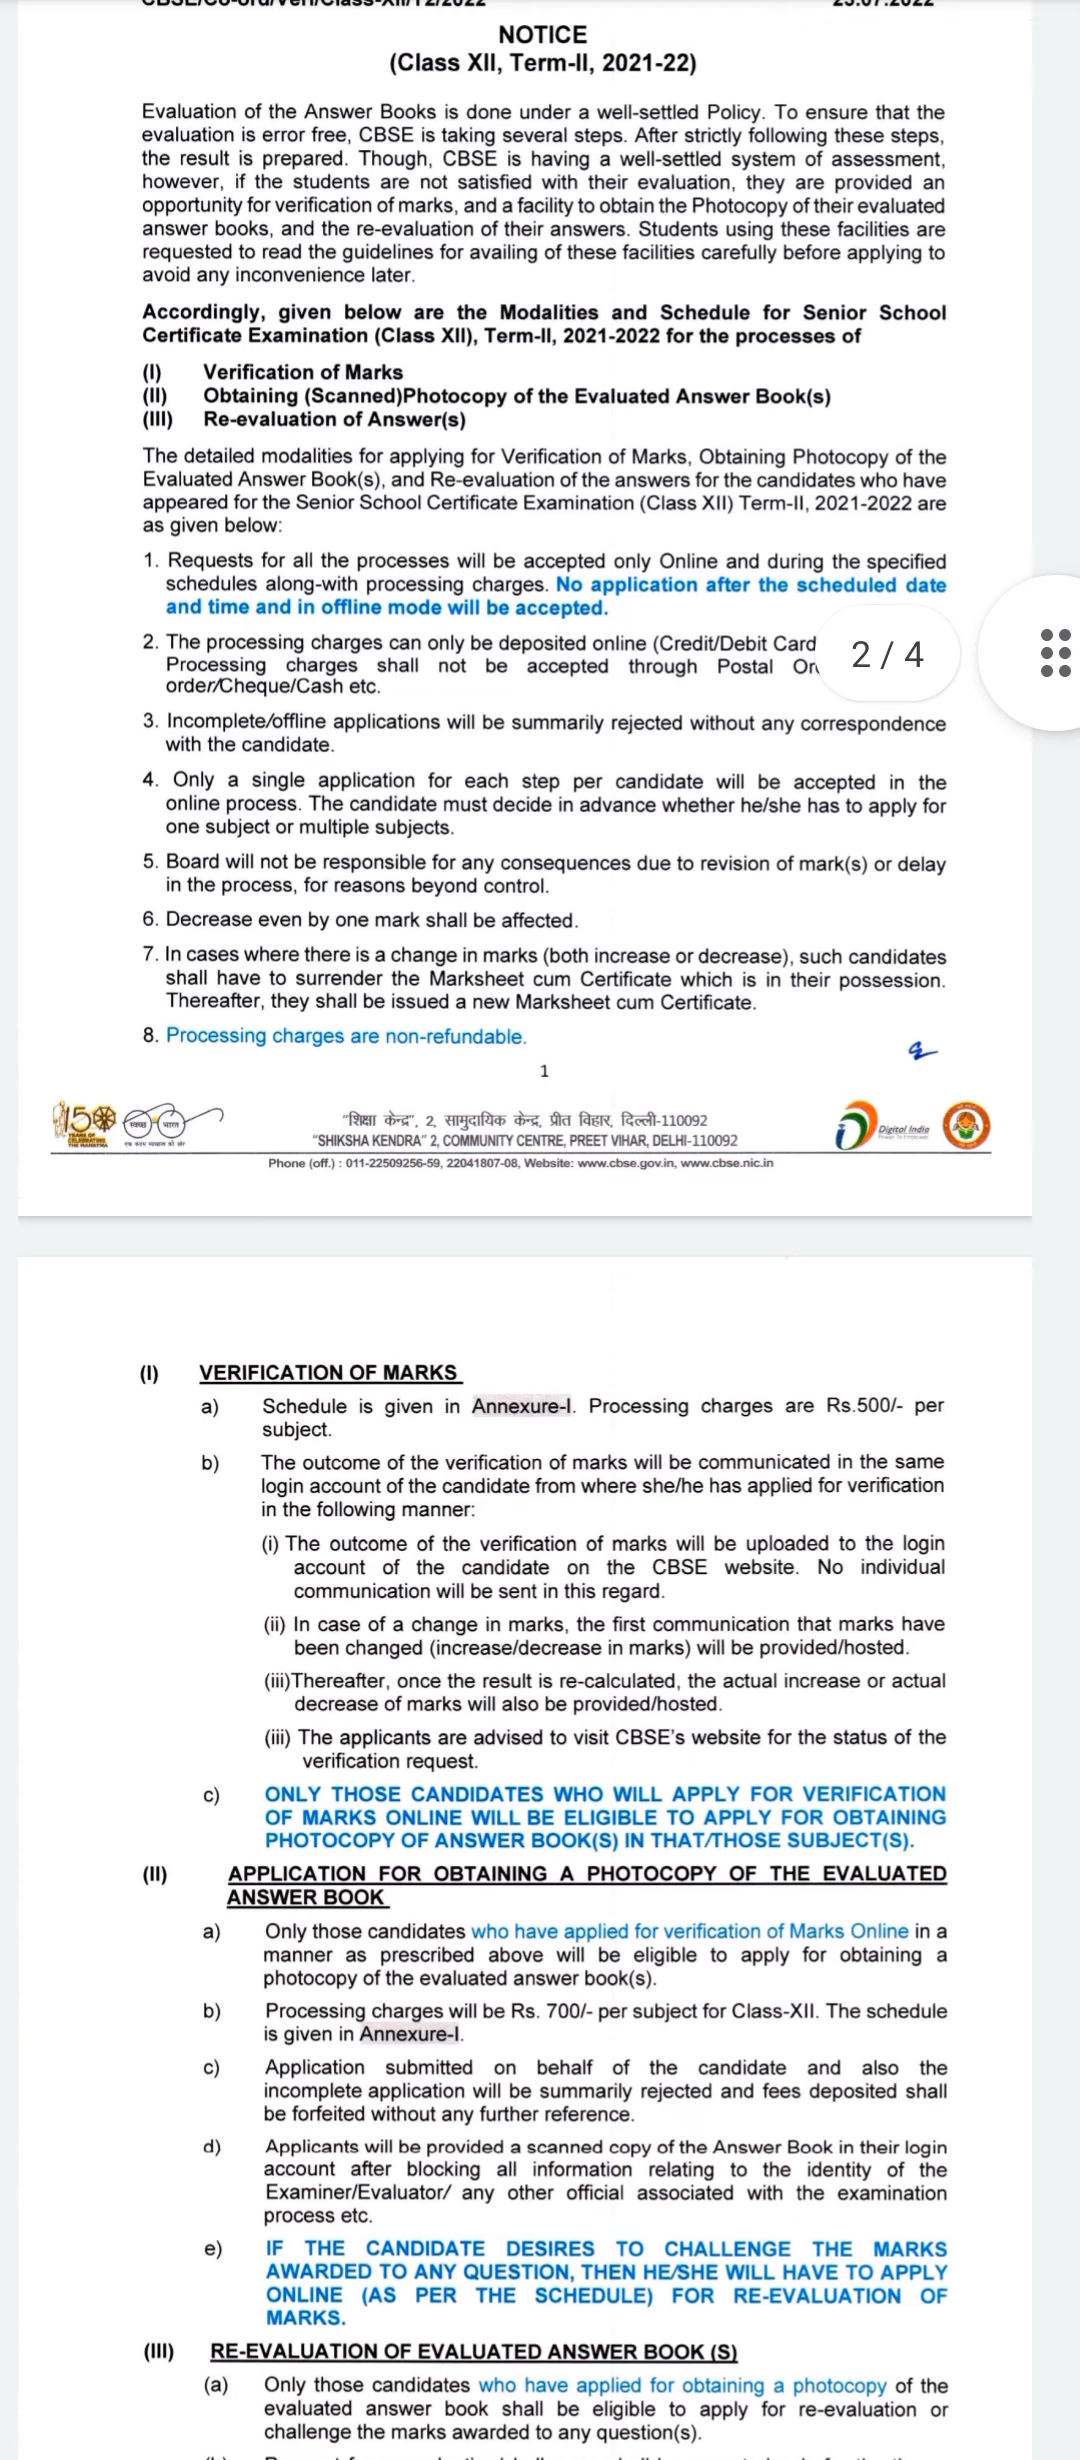 NOTICE
(Class XII, Term-II, 2021-22)
Evaluation of the Answer Books is done under a well-settled Policy. To ensure that the
evaluation is error free, CBSE is taking several steps. After strictly following these steps,
the result is prepared. Though, CBSE is having a well-settled system of assessment,
however, if the students are not satisfied with their evaluation, they are provided an
opportunity for verification of marks, and a facility to obtain the Photocopy of their evaluated
answer books, and the re-evaluation of their answers. Students using these facilities are
requested to read the guidelines for availing of these facilities carefully before applying to
avoid any inconvenience later.
Accordingly, given below are the Modalities and Schedule for Senior School
Certificate Examination (Class XII), Term-II, 2021-2022 for the processes of
(I) Verification of Marks
(II) Obtaining (Scanned)Photocopy of the Evaluated Answer Book(s)
(III) Re-evaluation of Answer(s)
The detailed modalities for applying for Verification of Marks, Obtaining Photocopy of the
Evaluated Answer Book(s), and Re-evaluation of the answers for the candidates who have
appeared for the Senior School Certificate Examination (Class XII) Term-II, 2021-2022 are
as given below:
1. Requests for all the processes will be accepted only Online and during the specified
schedules along-with processing charges. No application after the scheduled date
and time and in offline mode will be accepted.
2. The processing charges can only be deposited online (Credit/Debit Card
Processing charges shall not be accepted through Postal
order/Cheque/Cash etc.
2 / 4
3. Incomplete/offline applications will be summarily rejected without any correspondence
with the candidate.
4. Only a single application for each step per candidate will be accepted in the
online process. The candidate must decide in advance whether he/she has to apply for
one subject or multiple subjects.
5. Board will not be responsible for any consequences due to revision of mark(s) or delay
in the process, for reasons beyond control.
6. Decrease even by one mark shall be affected.
7. In cases where there is a change in marks (both increase or decrease), such candidates
shall have to surrender the Marksheet cum Certificate which is in their possession.
Thereafter, they shall be issued a new Marksheet cum Certificate.
8. Processing charges are non-refundable.
1
150
YEARS OF
CELEBRATING
THE MAHATMA
स्वच्छ भारत
एक कदम स्वच्छता की ओर
"शिक्षा केन्द्र", 2, सामुदायिक केन्द्र, प्रीत विहार, दिल्ली-110092
"SHIKSHA KENDRA" 2, COMMUNITY CENTRE, PREET VIHAR, DELHI-110092
Digital India
Power To Empower
Phone (off.) : 011-22509256-59, 22041807-08, Website: www.cbse.gov.in, www.cbse.nic.in
(I) VERIFICATION OF MARKS
a) Schedule is given in Annexure-I. Processing charges are Rs.500/- per
subject.
b) The outcome of the verification of marks will be communicated in the same
login account of the candidate from where she/he has applied for verification
in the following manner:
(i) The outcome of the verification of marks will be uploaded to the login
account of the candidate on the CBSE website. No individual
communication will be sent in this regard.
(ii) In case of a change in marks, the first communication that marks have
been changed (increase/decrease in marks) will be provided/hosted.
(iii)Thereafter, once the result is re-calculated, the actual increase or actual
decrease of marks will also be provided/hosted.
(iii) The applicants are advised to visit CBSE's website for the status of the
verification request.
c) ONLY THOSE CANDIDATES WHO WILL APPLY FOR VERIFICATION
OF MARKS ONLINE WILL BE ELIGIBLE TO APPLY FOR OBTAINING
PHOTOCOPY OF ANSWER BOOK(S) IN THAT/THOSE SUBJECT(S).
(II) APPLICATION FOR OBTAINING A PHOTOCOPY OF THE EVALUATED
ANSWER BOOK
a) Only those candidates who have applied for verification of Marks Online in a
manner as prescribed above will be eligible to apply for obtaining a
photocopy of the evaluated answer book(s).
b) Processing charges will be Rs. 700/- per subject for Class-XII. The schedule
is given in Annexure-I.
c) Application submitted on behalf of the candidate and also the
incomplete application will be summarily rejected and fees deposited shall
be forfeited without any further reference.
d) Applicants will be provided a scanned copy of the Answer Book in their login
account after blocking all information relating to the identity of the
Examiner/Evaluator/ any other official associated with the examination
process etc.
e) IF THE CANDIDATE DESIRES TO CHALLENGE THE MARKS
AWARDED TO ANY QUESTION, THEN HE/SHE WILL HAVE TO APPLY
ONLINE (AS PER THE SCHEDULE) FOR RE-EVALUATION OF
MARKS.
(III) RE-EVALUATION OF EVALUATED ANSWER BOOK (S)
(a) Only those candidates who have applied for obtaining a photocopy of the
evaluated answer book shall be eligible to apply for re-evaluation or
challenge the marks awarded to any question(s).